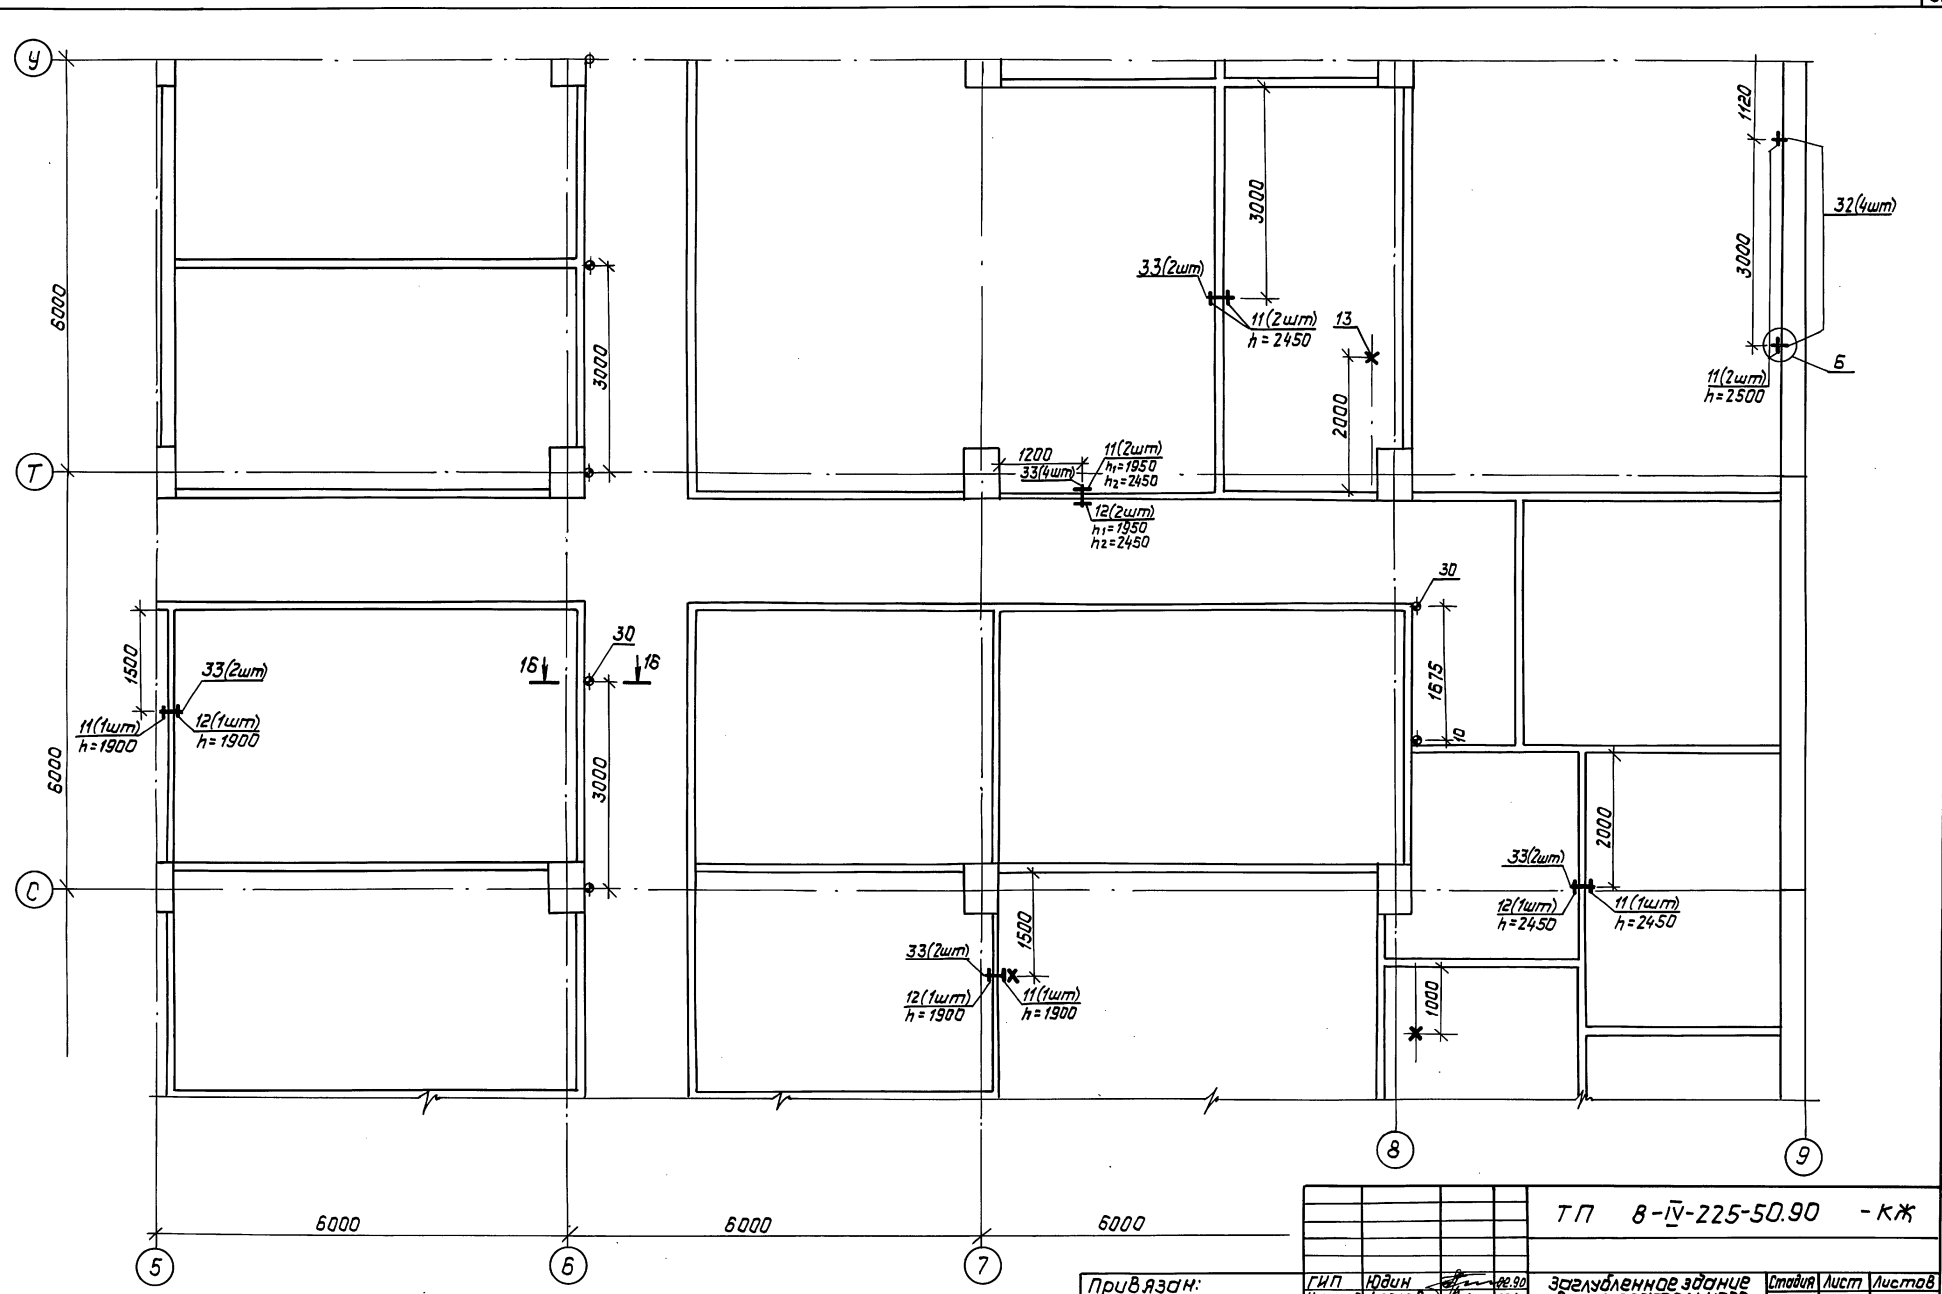 У
1120
32(4шт)
3000
3000
33(2шт)
11(2шт)
h=2450
13
6000
3000
Б
11(2шт)
h=2500
2000
Т
1200
33(4шт)
11(2шт)
h₁=1950
h₂=2450
12(2шт)
h₁=1950
h₂=2450
30
1500
30
16
16
33(2шт)
1675
11(1шт)
h=1900
12(1шт)
h=1900
10
6000
3000
2000
33(2шт)
С
12(1шт)
h=2450
11(1шт)
h=2450
1500
33(2шт)
12(1шт)
h=1900
11(1шт)
h=1900
1000
8
9
6000
6000
6000
ТП 8-IV-225-50.90 -КЖ
5
6
7
Привязан:
ГИП Юдин
Заглубленное здание
Стадия Лист Листов